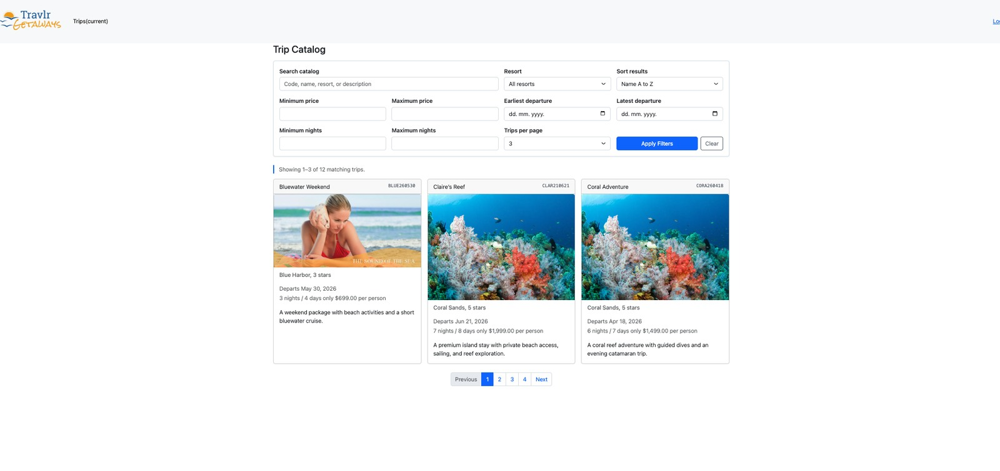 Travlr
GETAWAYS
Trips(current)
Trip Catalog
Search catalog
Resort
Sort results
Code, name, resort, or description
All resorts
Name A to Z
Minimum price
Maximum price
Earliest departure
Latest departure
dd. mm. yyyy.
dd. mm. yyyy.
Minimum nights
Maximum nights
Trips per page
3
Apply Filters
Clear
Showing 1–3 of 12 matching trips.
Bluewater Weekend
BLUE260530
THE SOUND OF THE SEA
Blue Harbor, 3 stars
Departs May 30, 2026
3 nights / 4 days only $699.00 per person
A weekend package with beach activities and a short
bluewater cruise.
Claire's Reef
CLAR210621
Coral Sands, 5 stars
Departs Jun 21, 2026
7 nights / 8 days only $1,999.00 per person
A premium island stay with private beach access,
sailing, and reef exploration.
Coral Adventure
CORA260418
Coral Sands, 5 stars
Departs Apr 18, 2026
6 nights / 7 days only $1,499.00 per person
A coral reef adventure with guided dives and an
evening catamaran trip.
Previous
1
2
3
4
Next